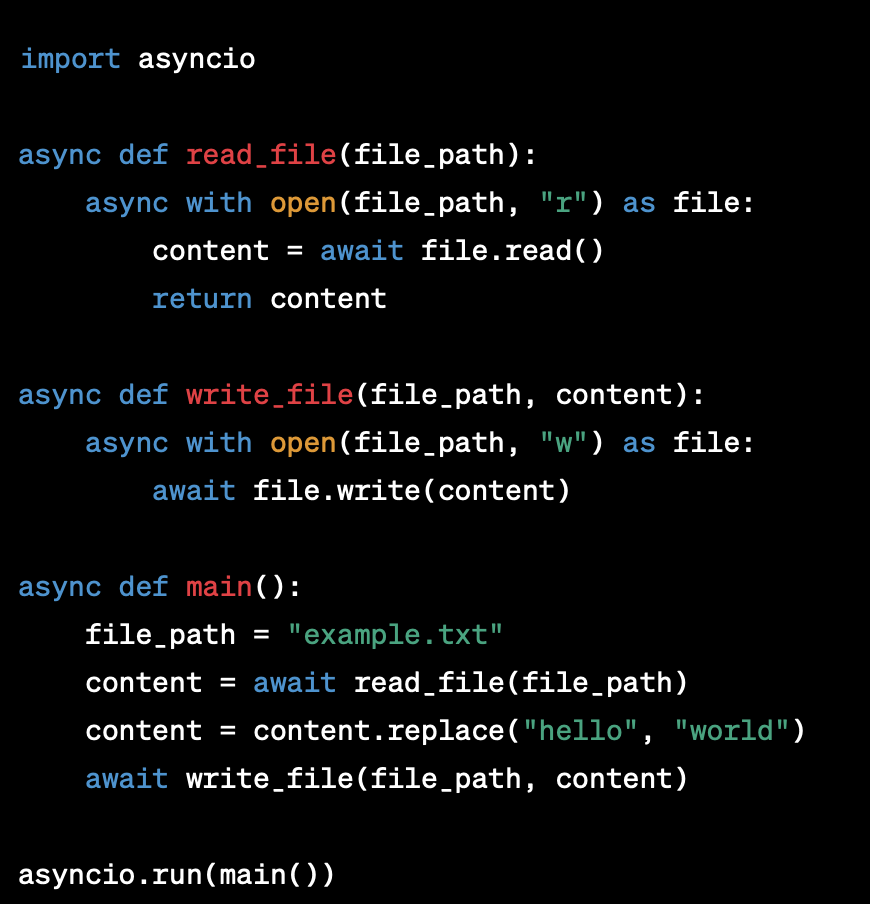 import asyncio

async def read_file(file_path):
    async with open(file_path, "r") as file:
        content = await file.read()
        return content

async def write_file(file_path, content):
    async with open(file_path, "w") as file:
        await file.write(content)

async def main():
    file_path = "example.txt"
    content = await read_file(file_path)
    content = content.replace("hello", "world")
    await write_file(file_path, content)

asyncio.run(main())